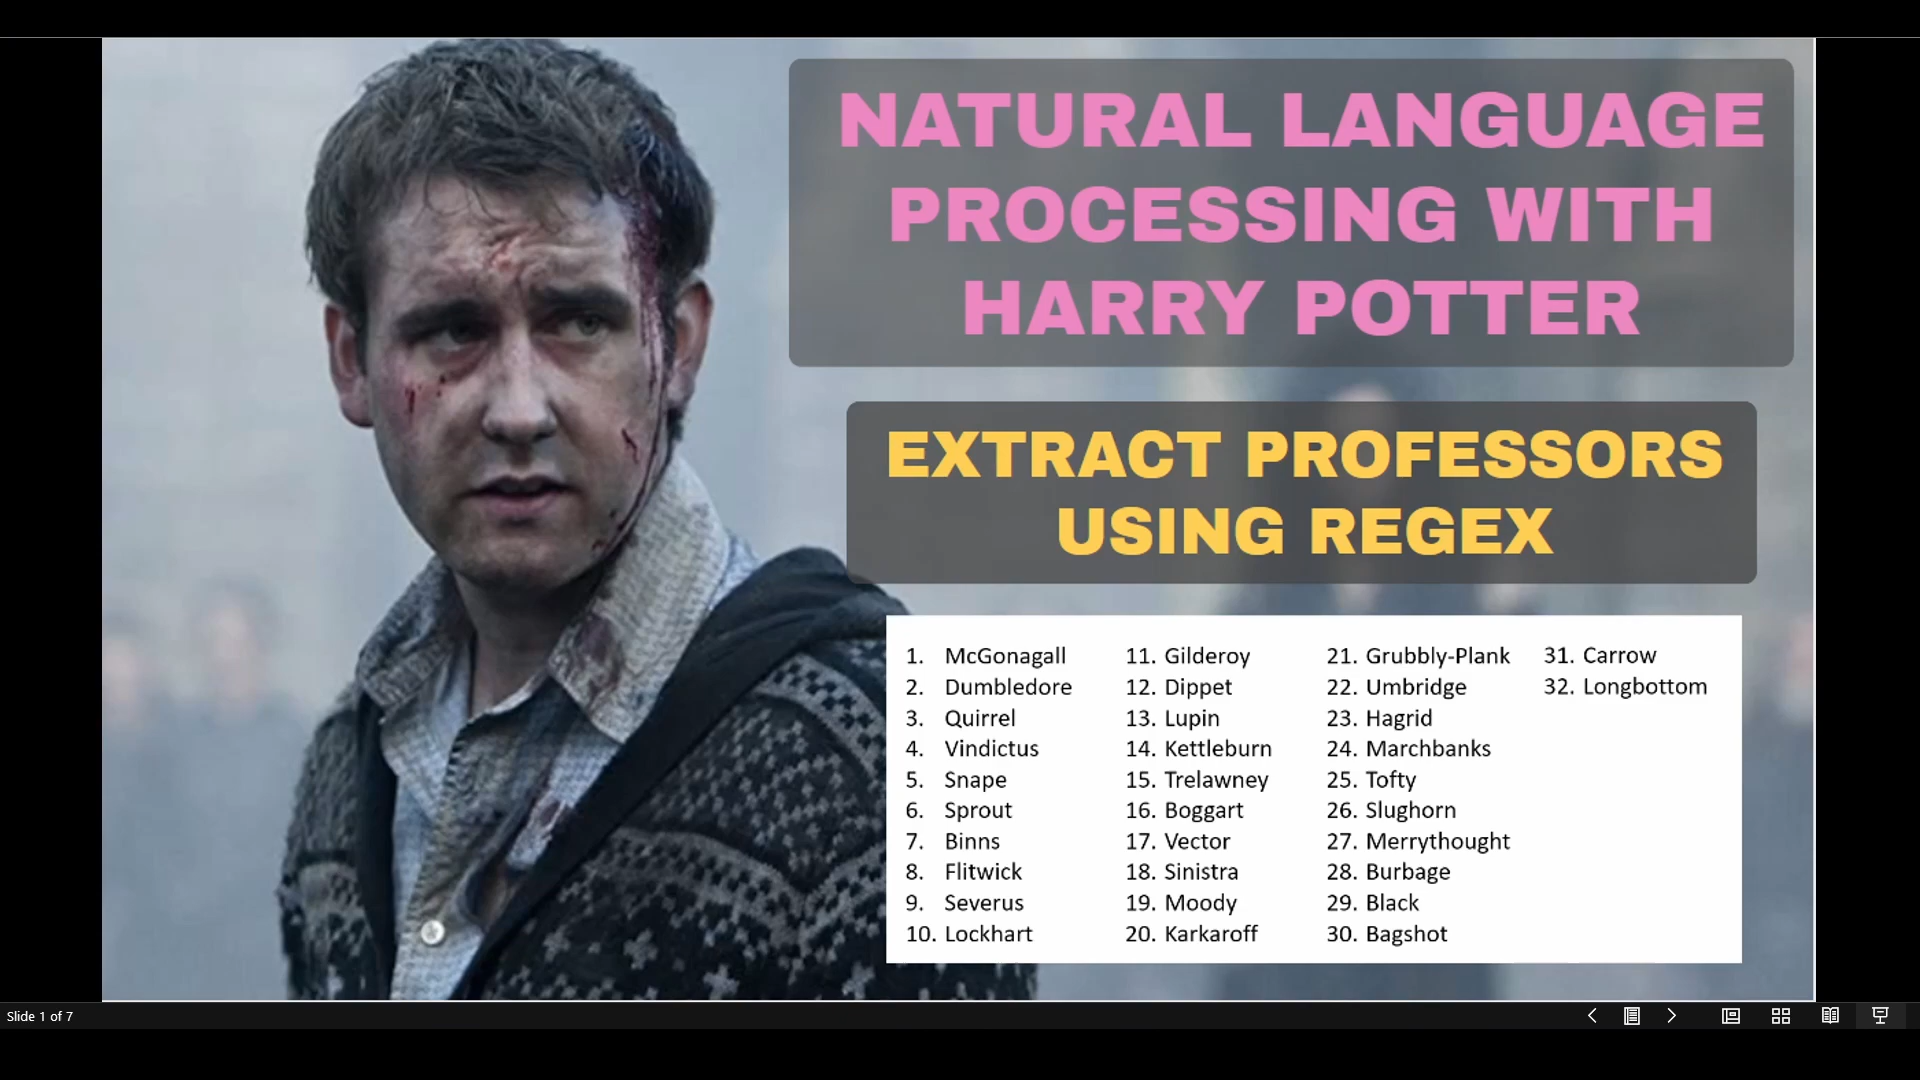 NATURAL LANGUAGE
PROCESSING WITH
HARRY POTTER
EXTRACT PROFESSORS
USING REGEX
1. McGonagall
2. Dumbledore
3. Quirrel
4. Vindictus
5. Snape
6. Sprout
7. Binns
8. Flitwick
9. Severus
10. Lockhart
11. Gilderoy
12. Dippet
13. Lupin
14. Kettleburn
15. Trelawney
16. Boggart
17. Vector
18. Sinistra
19. Moody
20. Karkaroff
21. Grubbly-Plank
22. Umbridge
23. Hagrid
24. Marchbanks
25. Tofty
26. Slughorn
27. Merrythought
28. Burbage
29. Black
30. Bagshot
31. Carrow
32. Longbottom
Slide 1 of 7